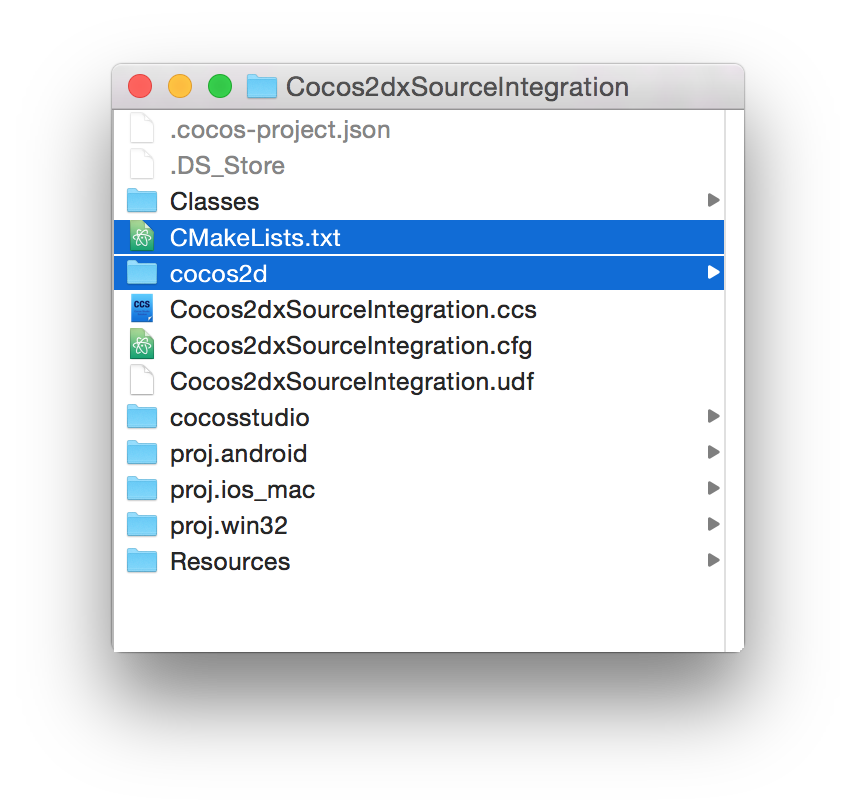 Cocos2dxSourceIntegration
.cocos-project.json
.DS_Store
Classes
CMakeLists.txt
cocos2d
CCS
Cocos2dxSourceIntegration.ccs
Cocos2dxSourceIntegration.cfg
Cocos2dxSourceIntegration.udf
cocosstudio
proj.android
proj.ios_mac
proj.win32
Resources